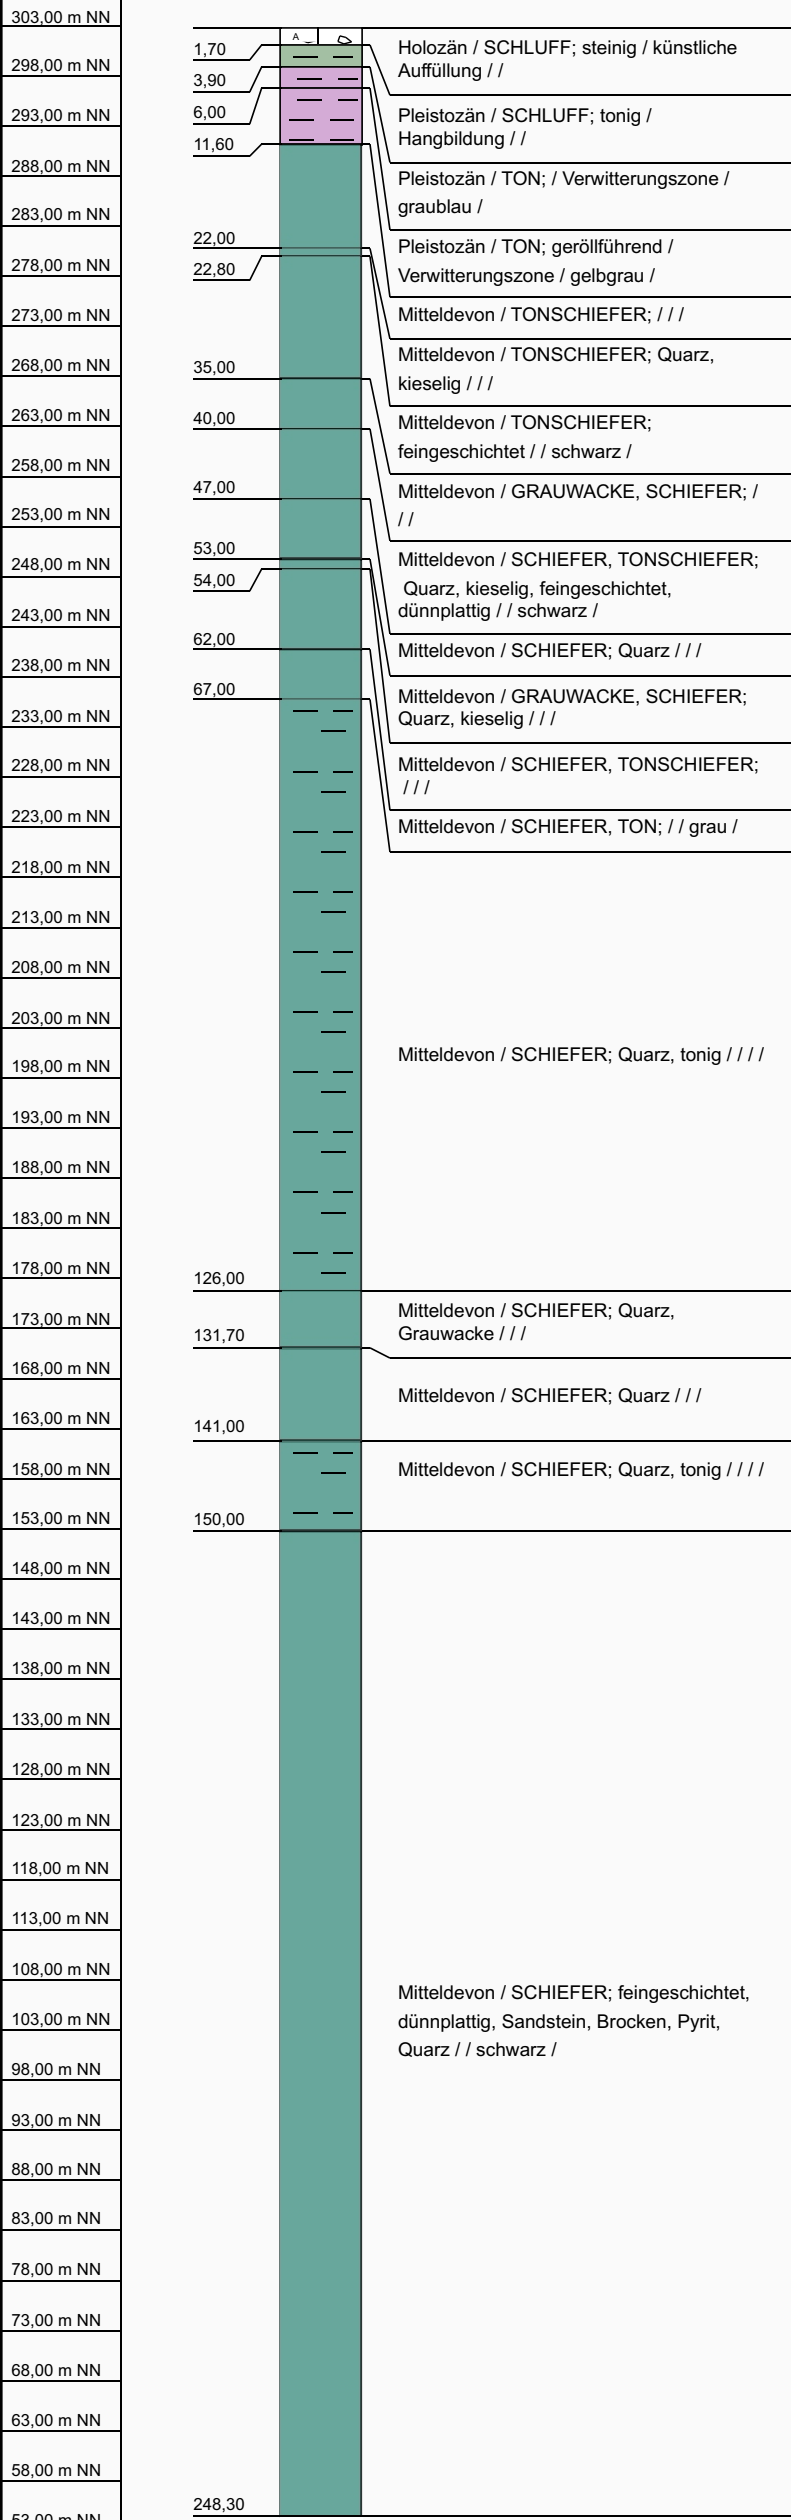 303,00 m NN
298,00 m NN
293,00 m NN
288,00 m NN
283,00 m NN
278,00 m NN
273,00 m NN
268,00 m NN
263,00 m NN
258,00 m NN
253,00 m NN
248,00 m NN
243,00 m NN
238,00 m NN
233,00 m NN
228,00 m NN
223,00 m NN
218,00 m NN
213,00 m NN
208,00 m NN
203,00 m NN
198,00 m NN
193,00 m NN
188,00 m NN
183,00 m NN
178,00 m NN
173,00 m NN
168,00 m NN
163,00 m NN
158,00 m NN
153,00 m NN
148,00 m NN
143,00 m NN
138,00 m NN
133,00 m NN
128,00 m NN
123,00 m NN
118,00 m NN
113,00 m NN
108,00 m NN
103,00 m NN
98,00 m NN
93,00 m NN
88,00 m NN
83,00 m NN
78,00 m NN
73,00 m NN
68,00 m NN
63,00 m NN
58,00 m NN
53,00 m NN
1,70
3,90
6,00
11,60
22,00
22,80
35,00
40,00
47,00
53,00
54,00
62,00
67,00
126,00
131,70
141,00
150,00
248,30
A
Holozän / SCHLUFF; steinig / künstliche
Auffüllung / /
Pleistozän / SCHLUFF; tonig /
Hangbildung / /
Pleistozän / TON; / Verwitterungszone /
graublau /
Pleistozän / TON; geröllführend /
Verwitterungszone / gelbgrau /
Mitteldevon / TONSCHIEFER; / / /
Mitteldevon / TONSCHIEFER; Quarz,
kieselig / / /
Mitteldevon / TONSCHIEFER;
feingeschichtet / / schwarz /
Mitteldevon / GRAUWACKE, SCHIEFER; /
/ /
Mitteldevon / SCHIEFER, TONSCHIEFER;
Quarz, kieselig, feingeschichtet,
dünnplattig / / schwarz /
Mitteldevon / SCHIEFER; Quarz / / /
Mitteldevon / GRAUWACKE, SCHIEFER;
Quarz, kieselig / / /
Mitteldevon / SCHIEFER, TONSCHIEFER;
/ / /
Mitteldevon / SCHIEFER, TON; / / grau /
Mitteldevon / SCHIEFER; Quarz, tonig / / / /
Mitteldevon / SCHIEFER; Quarz,
Grauwacke / / /
Mitteldevon / SCHIEFER; Quarz / / /
Mitteldevon / SCHIEFER; Quarz, tonig / / / /
Mitteldevon / SCHIEFER; feingeschichtet,
dünnplattig, Sandstein, Brocken, Pyrit,
Quarz / / schwarz /